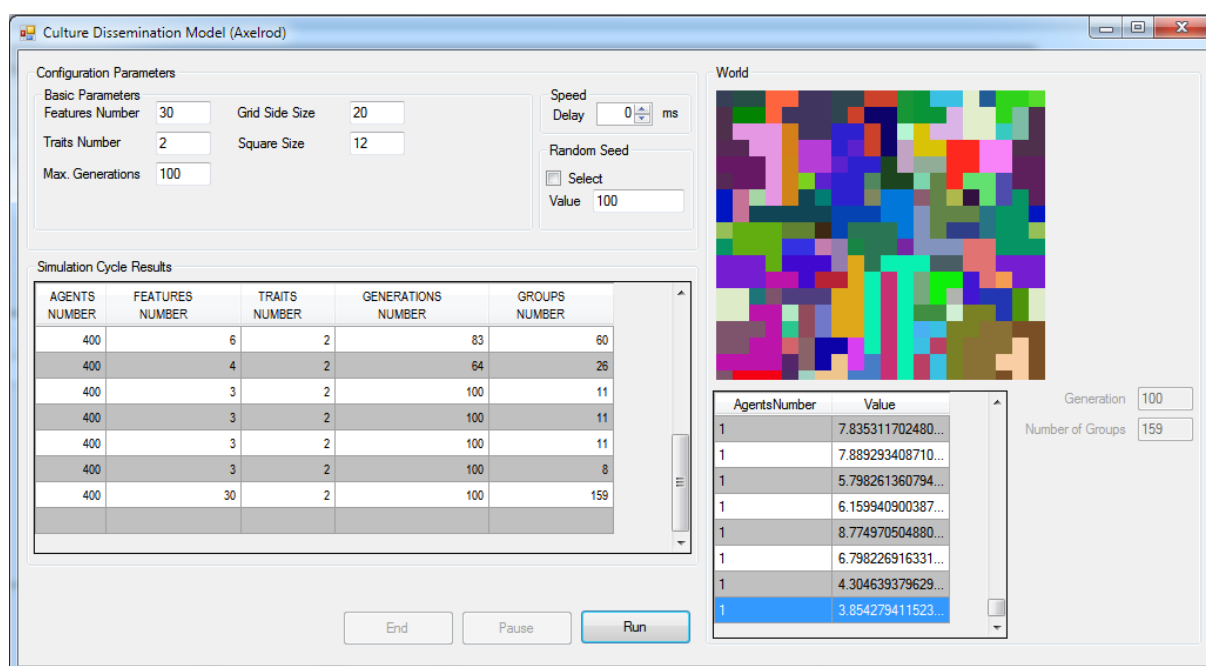 Culture Dissemination Model (Axelrod)
Configuration Parameters
Basic Parameters
Features Number 30 Grid Side Size 20
Traits Number 2 Square Size 12
Max. Generations 100
Speed
Delay 0 ms
Random Seed
Select
Value 100
Simulation Cycle Results
AGENTS NUMBER FEATURES NUMBER TRAITS NUMBER GENERATIONS NUMBER GROUPS NUMBER
400 6 2 83 60
400 4 2 64 26
400 3 2 100 11
400 3 2 100 11
400 3 2 100 11
400 3 2 100 8
400 30 2 100 159
End Pause Run
World
AgentsNumber Value
1 7.835311702480...
1 7.889293408710...
1 5.798261360794...
1 6.159940900387...
1 8.774970504880...
1 6.798226916331...
1 4.304639379629...
1 3.854279411523...
Generation 100
Number of Groups 159